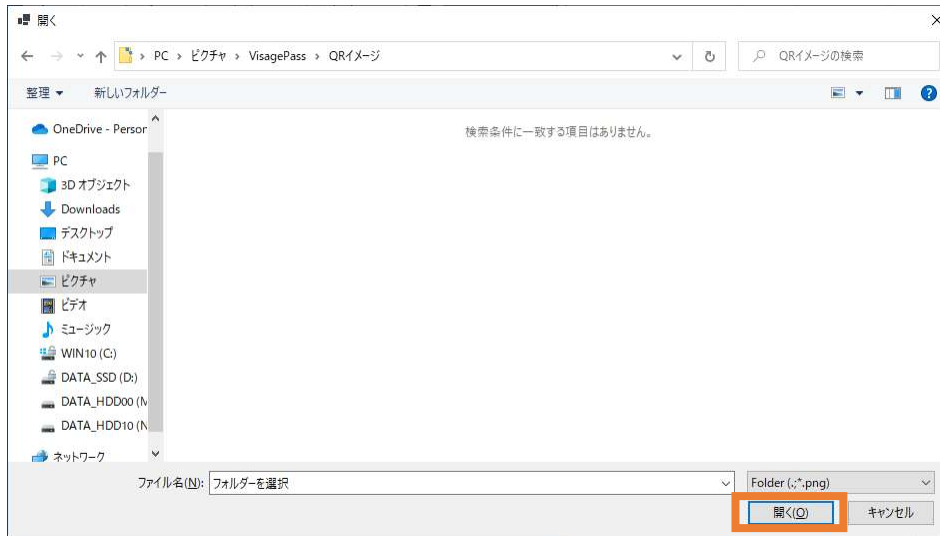 開く
PC › ピクチャ › VisagePass › QRイメージ
QRイメージの検索
整理
新しいフォルダー
検索条件に一致する項目はありません。
OneDrive - Person
PC
3D オブジェクト
Downloads
デスクトップ
ドキュメント
ピクチャ
ビデオ
ミュージック
WIN10 (C:)
DATA_SSD (D:)
DATA_HDD00 (M
DATA_HDD10 (N
ネットワーク
ファイル名(N): フォルダーを選択
Folder (.;*.png)
開く(O)
キャンセル